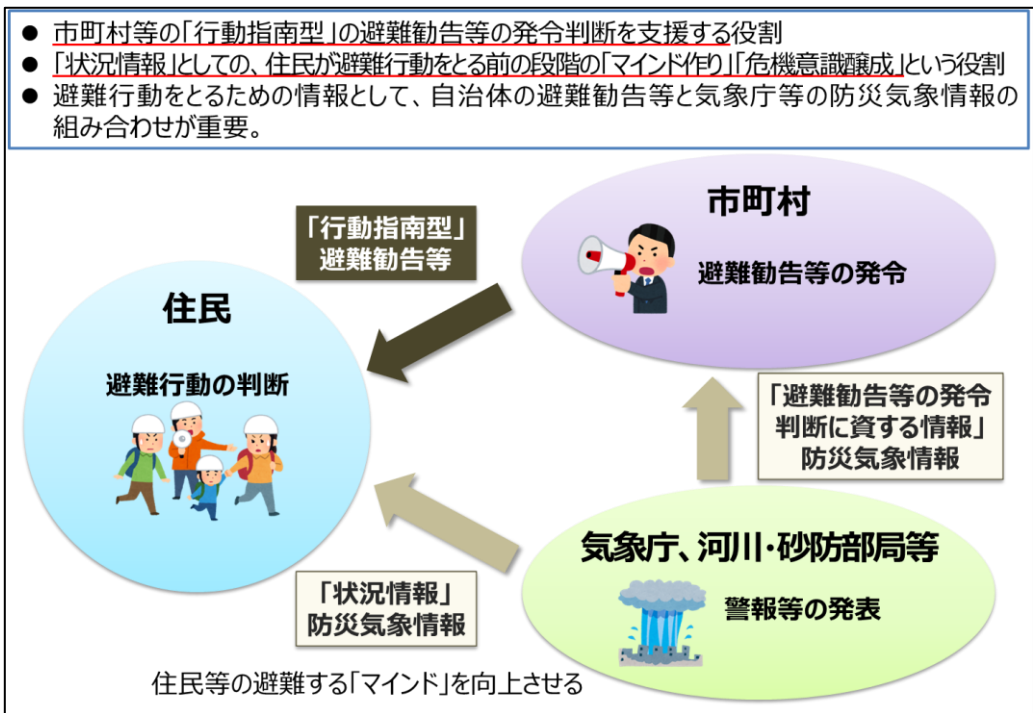 ● 市町村等の「行動指南型」の避難勧告等の発令判断を支援する役割
● 「状況情報」としての、住民が避難行動をとる前の段階の「マインド作り」「危機意識醸成」という役割
● 避難行動をとるための情報として、自治体の避難勧告等と気象庁等の防災気象情報の
組み合わせが重要。
市町村
避難勧告等の発令
「行動指南型」
避難勧告等
住民
避難行動の判断
「避難勧告等の発令
判断に資する情報」
防災気象情報
気象庁、河川・砂防部局等
警報等の発表
「状況情報」
防災気象情報
住民等の避難する「マインド」を向上させる